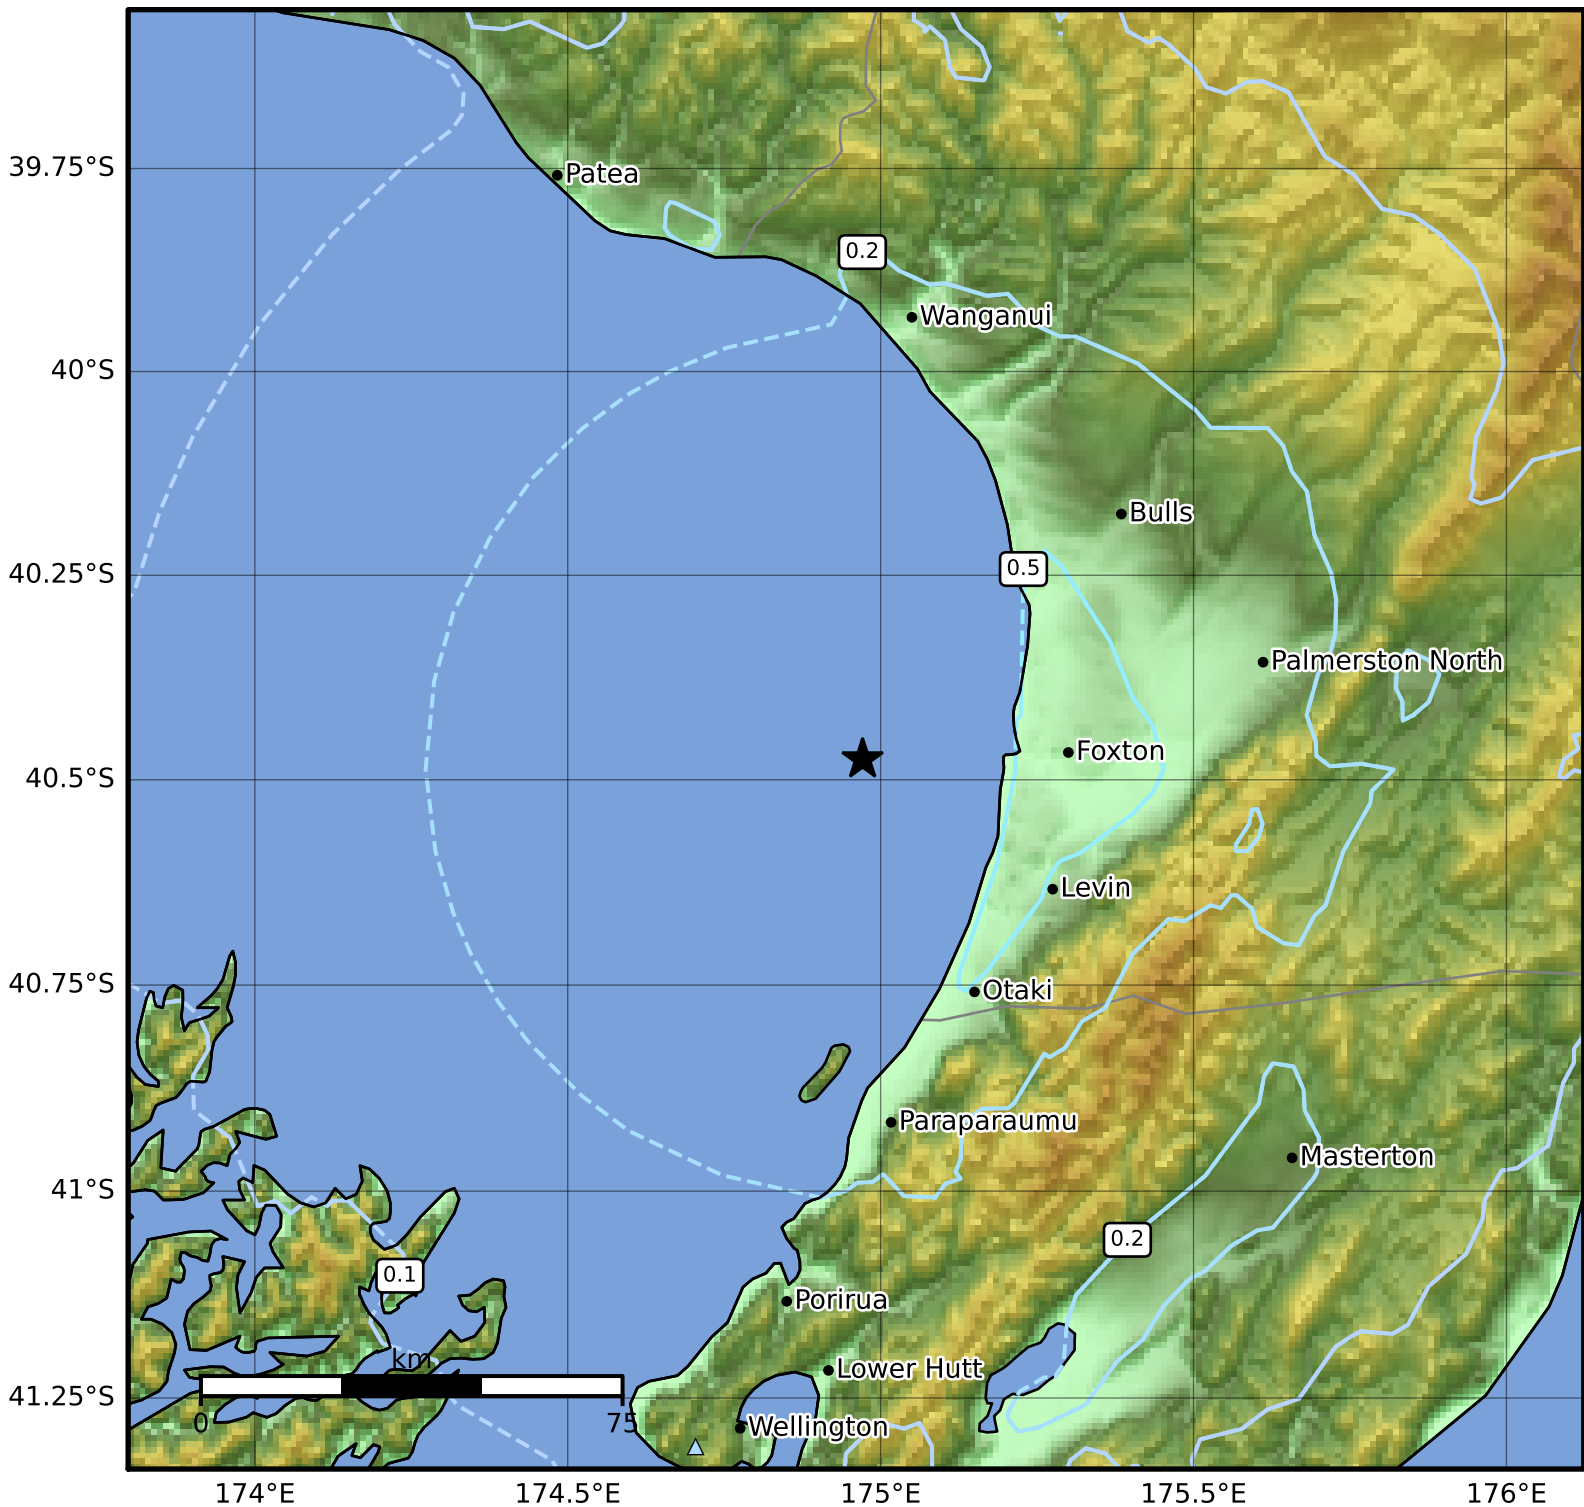 39.75°S
Patea
0.2
Wanganui
40°S
Bulls
0.5
40.25°S
Palmerston North
Foxton
40.5°S
Levin
40.75°S
Otaki
Paraparaumu
Masterton
41°S
0.2
0.1
Porirua
km
Lower Hutt
41.25°S
0
75
Wellington
174°E
174.5°E
175°E
175.5°E
176°E